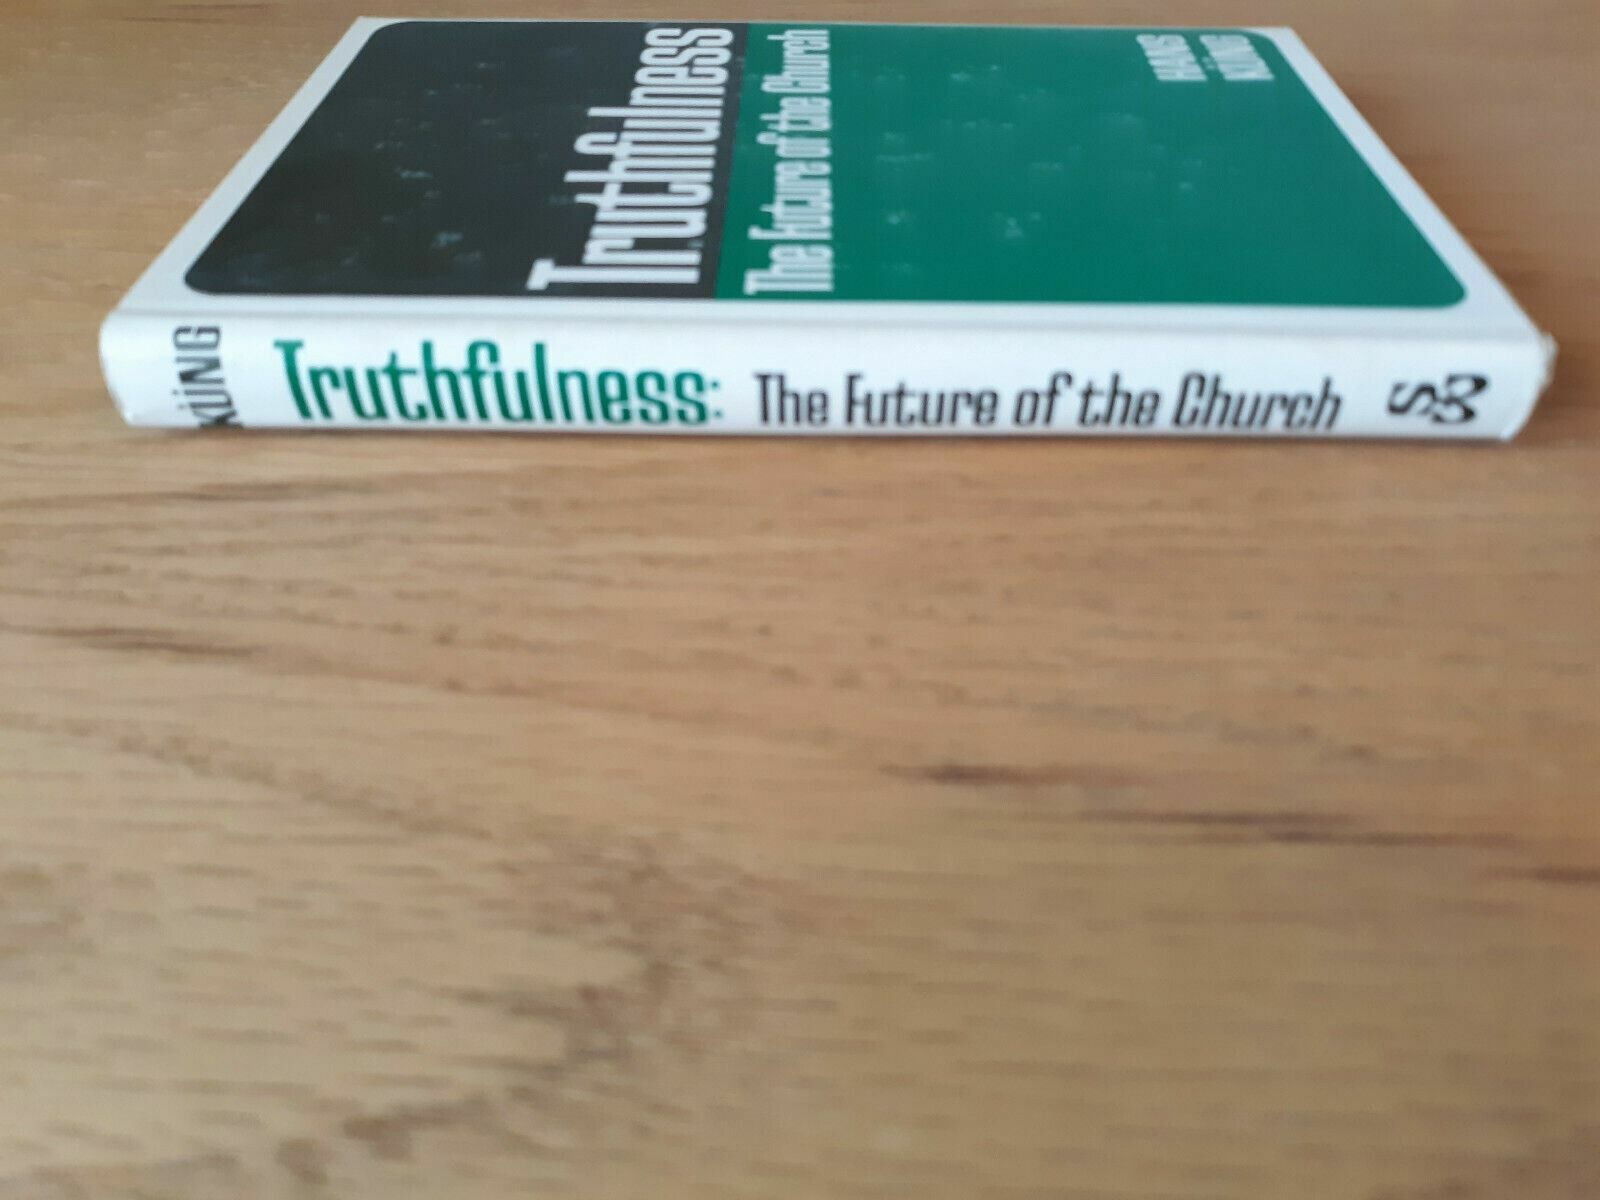 Truthfulness
The Future of the Church
HANS
KÜNG
KÜNG
Truthfulness: The Future of the Church
S&W